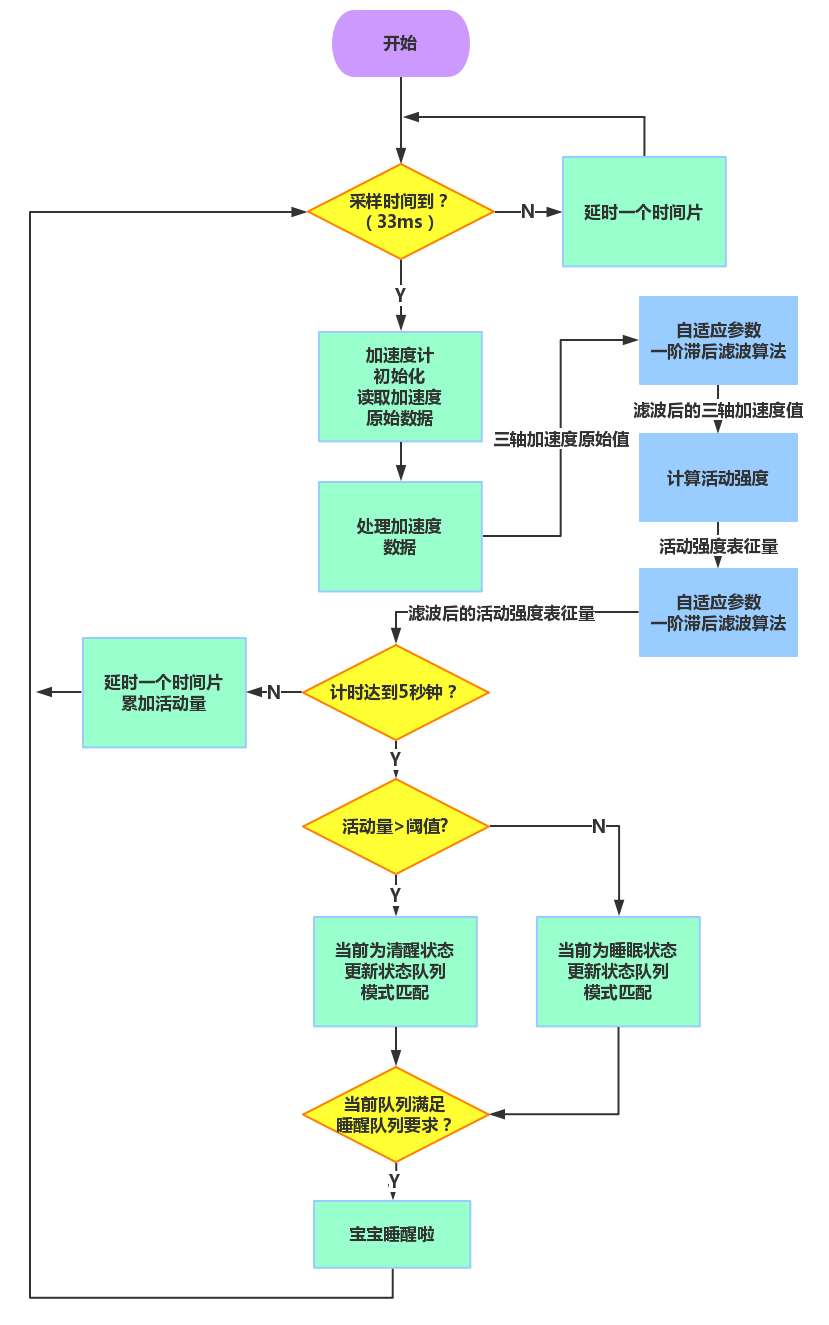 开始
采样时间到？
（33ms）
N
延时一个时间片
Y
加速度计
初始化
读取加速度
原始数据
自适应参数
一阶滞后滤波算法
滤波后的三轴加速度值
三轴加速度原始值
计算活动强度
处理加速度
数据
活动强度表征量
自适应参数
一阶滞后滤波算法
滤波后的活动强度表征量
计时达到5秒钟？
N
延时一个时间片
累加活动量
Y
活动量>阈值?
N
Y
当前为清醒状态
更新状态队列
模式匹配
当前为睡眠状态
更新状态队列
模式匹配
当前队列满足
睡醒队列要求？
Y
宝宝睡醒啦